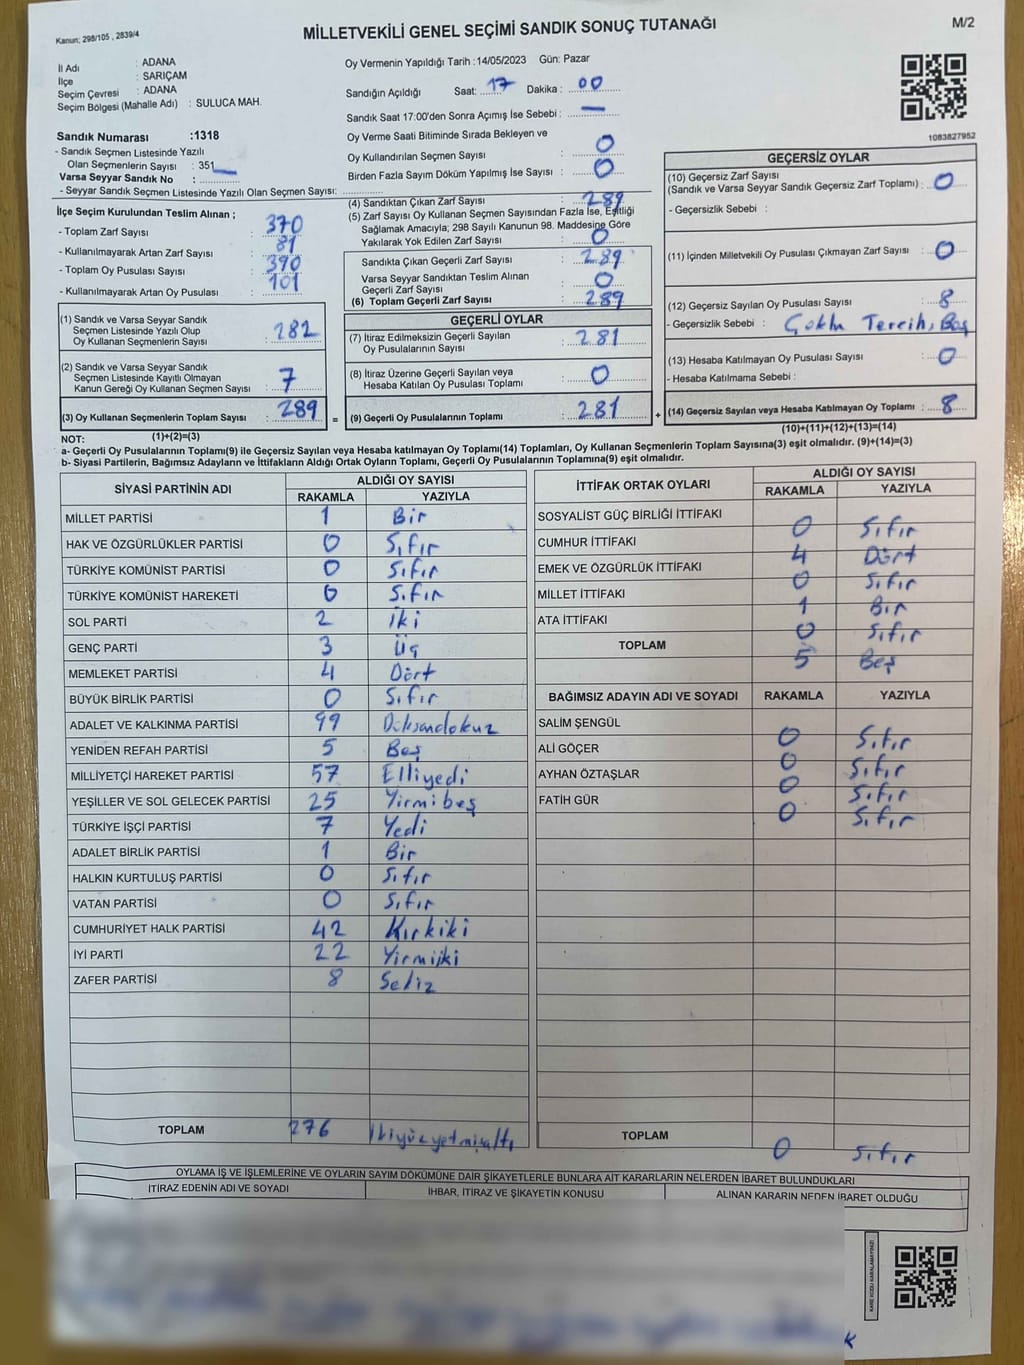 Kanun; 298/105 , 2839/4
MİLLETVEKİLİ GENEL SEÇİMİ SANDIK SONUÇ TUTANAĞI
M/2
İl Adı : ADANA
İlçe : SARIÇAM
Seçim Çevresi : ADANA
Seçim Bölgesi (Mahalle Adı) : SULUCA MAH.
Sandık Numarası :1318
- Sandık Seçmen Listesinde Yazılı
Olan Seçmenlerin Sayısı : 351
Varsa Seyyar Sandık No :
- Seyyar Sandık Seçmen Listesinde Yazılı Olan Seçmen Sayısı:
Oy Vermenin Yapıldığı Tarih :14/05/2023 Gün: Pazar
Sandığın Açıldığı Saat: 17 Dakika : 00
Sandık Saat 17:00'den Sonra Açımış İse Sebebi : —
Oy Verme Saati Bitiminde Sırada Bekleyen ve
Oy Kullandırılan Seçmen Sayısı : 0
Birden Fazla Sayım Döküm Yapılmış İse Sayısı : 0
1083827952
İlçe Seçim Kurulundan Teslim Alınan ;
- Toplam Zarf Sayısı : 370
- Kullanılmayarak Artan Zarf Sayısı : 81
- Toplam Oy Pusulası Sayısı : 390
- Kullanılmayarak Artan Oy Pusulası : 101
(4) Sandıktan Çıkan Zarf Sayısı : 289
(5) Zarf Sayısı Oy Kullanan Seçmen Sayısından Fazla İse, Eşitliği
Sağlamak Amacıyla; 298 Sayılı Kanunun 98. Maddesine Göre
Yakılarak Yok Edilen Zarf Sayısı : 0
Sandıkta Çıkan Geçerli Zarf Sayısı : 289
Varsa Seyyar Sandıktan Teslim Alınan
Geçerli Zarf Sayısı : 0
(6) Toplam Geçerli Zarf Sayısı : 289
GEÇERSİZ OYLAR
(10) Geçersiz Zarf Sayısı
(Sandık ve Varsa Seyyar Sandık Geçersiz Zarf Toplamı) : 0
- Geçersizlik Sebebi :
(11) İçinden Milletvekili Oy Pusulası Çıkmayan Zarf Sayısı : 0
(12) Geçersiz Sayılan Oy Pusulası Sayısı : 8
- Geçersizlik Sebebi : Çoklu Tercih, Boş
(13) Hesaba Katılmayan Oy Pusulası Sayısı : 0
- Hesaba Katılmama Sebebi :
(14) Geçersiz Sayılan veya Hesaba Katılmayan Oy Toplamı : 8
(10)+(11)+(12)+(13)=(14)
(1) Sandık ve Varsa Seyyar Sandık
Seçmen Listesinde Yazılı Olup
Oy Kullanan Seçmenlerin Sayısı : 282
(2) Sandık ve Varsa Seyyar Sandık
Seçmen Listesinde Kayıtlı Olmayan
Kanun Gereği Oy Kullanan Seçmen Sayısı : 7
(3) Oy Kullanan Seçmenlerin Toplam Sayısı : 289 =
(1)+(2)=(3)
GEÇERLİ OYLAR
(7) İtiraz Edilmeksizin Geçerli Sayılan
Oy Pusulalarının Sayısı : 281
(8) İtiraz Üzerine Geçerli Sayılan veya
Hesaba Katılan Oy Pusulası Toplamı : 0
(9) Geçerli Oy Pusulalarının Toplamı : 281 +
NOT:
a- Geçerli Oy Pusulalarının Toplamı(9) ile Geçersiz Sayılan veya Hesaba katılmayan Oy Toplamı(14) Toplamları, Oy Kullanan Seçmenlerin Toplam Sayısına(3) eşit olmalıdır. (9)+(14)=(3)
b- Siyasi Partilerin, Bağımsız Adayların ve İttifakların Aldığı Ortak Oyların Toplamı, Geçerli Oy Pusulalarının Toplamına(9) eşit olmalıdır.
SİYASİ PARTİNİN ADI ALDIĞI OY SAYISI
RAKAMLA YAZIYLA
MİLLET PARTİSİ 1 Bir
HAK VE ÖZGÜRLÜKLER PARTİSİ 0 Sıfır
TÜRKİYE KOMÜNİST PARTİSİ 0 Sıfır
TÜRKİYE KOMÜNİST HAREKETİ 0 Sıfır
SOL PARTİ 2 iki
GENÇ PARTİ 3 Üç
MEMLEKET PARTİSİ 4 Dört
BÜYÜK BİRLİK PARTİSİ 0 Sıfır
ADALET VE KALKINMA PARTİSİ 99 Doksandokuz
YENİDEN REFAH PARTİSİ 5 Beş
MİLLİYETÇİ HAREKET PARTİSİ 57 Elliyedi
YEŞİLLER VE SOL GELECEK PARTİSİ 25 Yirmibeş
TÜRKİYE İŞÇİ PARTİSİ 7 Yedi
ADALET BİRLİK PARTİSİ 1 Bir
HALKIN KURTULUŞ PARTİSİ 0 Sıfır
VATAN PARTİSİ 0 Sıfır
CUMHURİYET HALK PARTİSİ 42 Kırkiki
İYİ PARTİ 22 Yirmiiki
ZAFER PARTİSİ 8 Sekiz
TOPLAM 276 İkiyüzyetmişaltı
İTTİFAK ORTAK OYLARI ALDIĞI OY SAYISI
RAKAMLA YAZIYLA
SOSYALİST GÜÇ BİRLİĞİ İTTİFAKI 0 Sıfır
CUMHUR İTTİFAKI 4 Dört
EMEK VE ÖZGÜRLÜK İTTİFAKI 0 Sıfır
MİLLET İTTİFAKI 1 Bir
ATA İTTİFAKI 0 Sıfır
TOPLAM 5 Beş
BAĞIMSIZ ADAYIN ADI VE SOYADI RAKAMLA YAZIYLA
SALİM ŞENGÜL 0 Sıfır
ALİ GÖÇER 0 Sıfır
AYHAN ÖZTAŞLAR 0 Sıfır
FATİH GÜR 0 Sıfır
TOPLAM 0 Sıfır
OYLAMA İŞ VE İŞLEMLERİNE VE OYLARIN SAYIM DÖKÜMÜNE DAİR ŞİKAYETLERLE BUNLARA AİT KARARLARIN NELERDEN İBARET BULUNDUKLARI
İTİRAZ EDENİN ADI VE SOYADI İHBAR, İTİRAZ VE ŞİKAYETİN KONUSU ALINAN KARARIN NEDEN İBARET OLDUĞU
KARE KODU KARALAMAYINIZ!